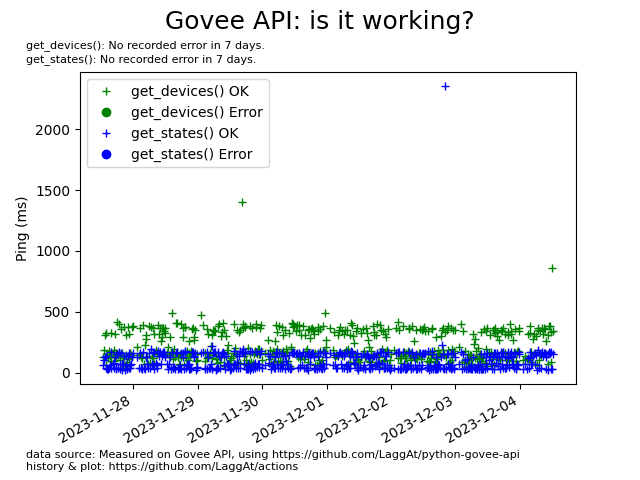 Govee API: is it working?
get_devices(): No recorded error in 7 days.
get_states(): No recorded error in 7 days.
get_devices() OK
get_devices() Error
get_states() OK
get_states() Error
Ping (ms)
2000
1500
1000
500
0
2023-11-28
2023-11-29
2023-11-30
2023-12-01
2023-12-02
2023-12-03
2023-12-04
data source: Measured on Govee API, using https://github.com/LaggAt/python-govee-api
history & plot: https://github.com/LaggAt/actions